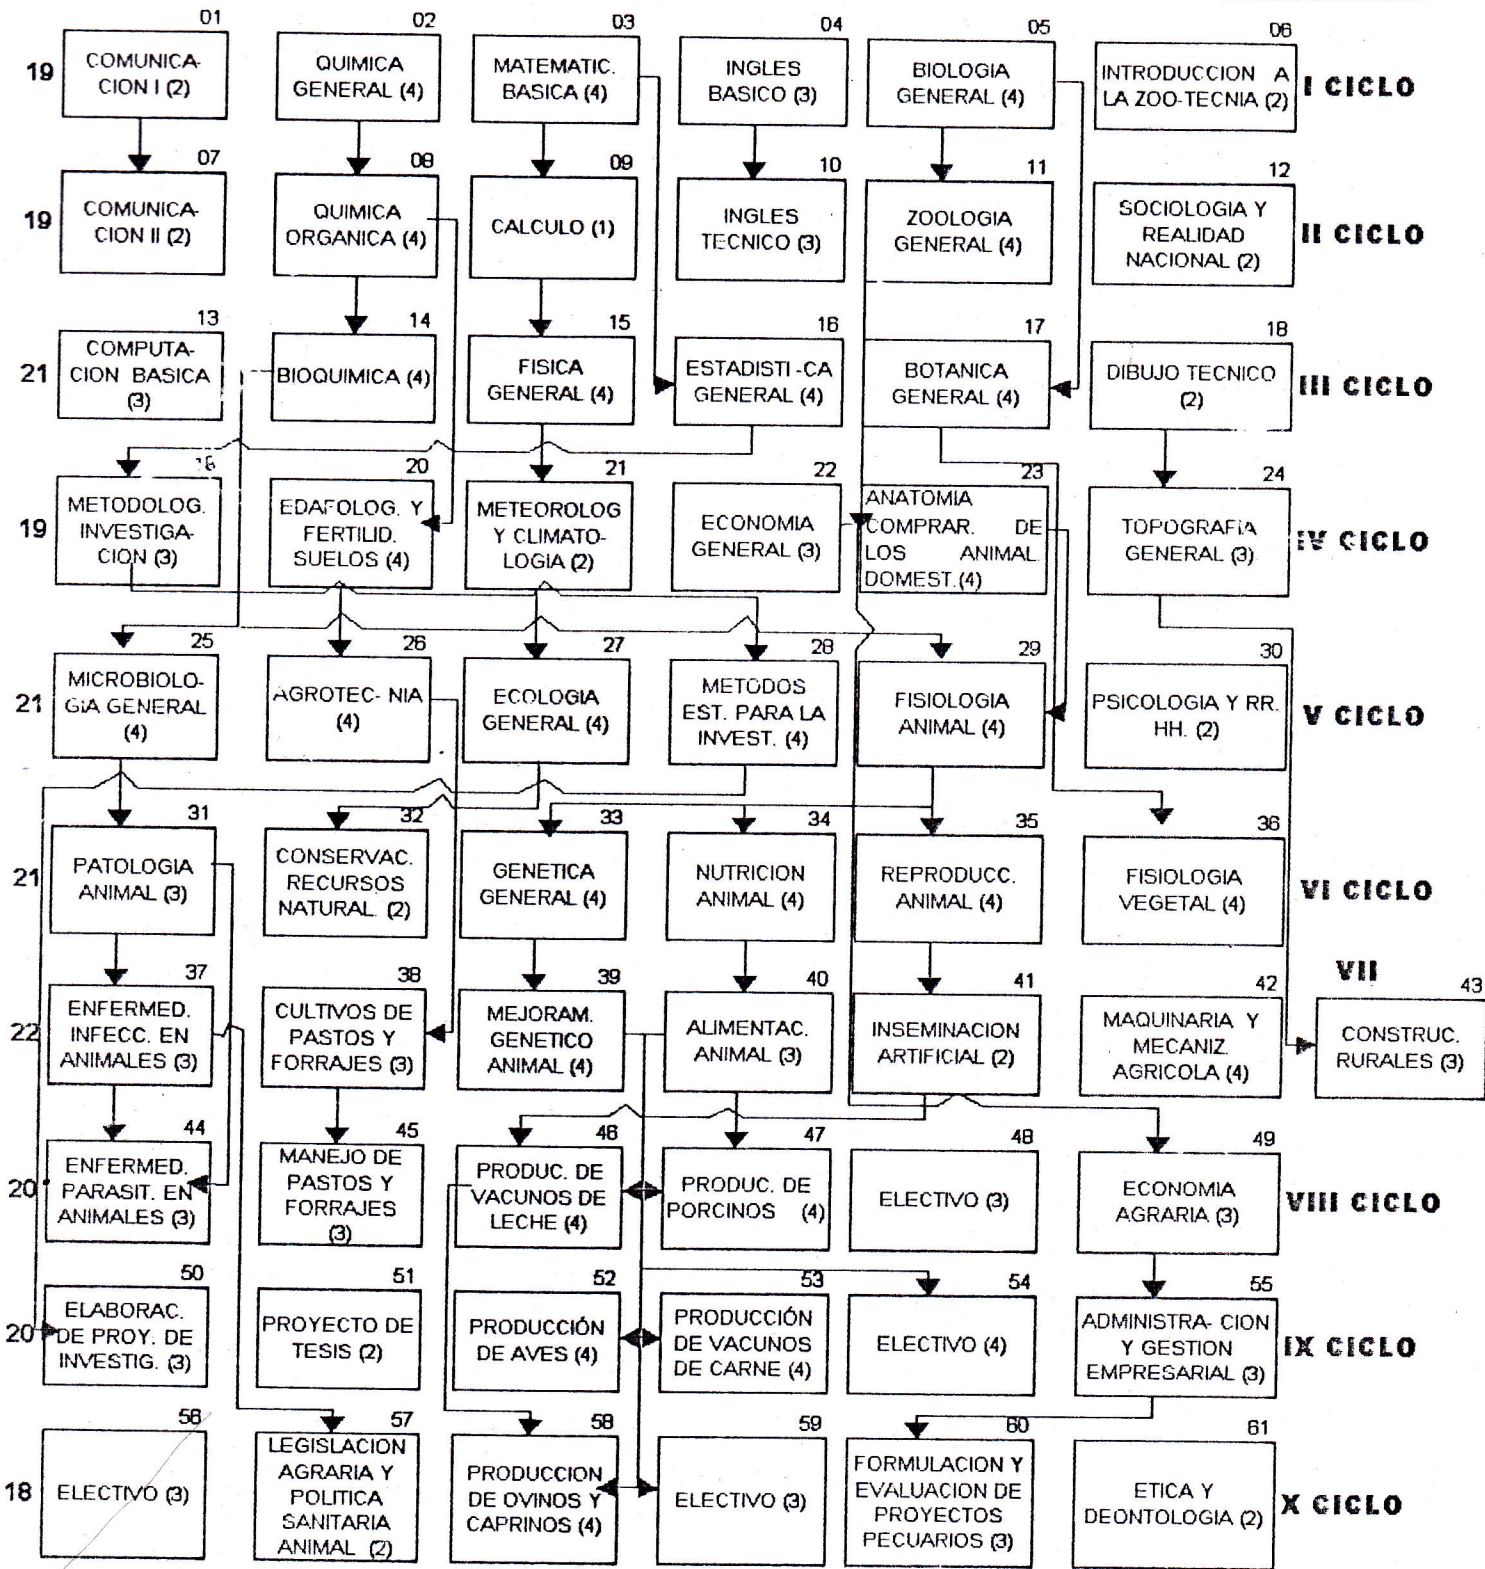 01
02
03
04
05
06
19
COMUNICA-
CION I (2)
QUIMICA
GENERAL (4)
MATEMATIC.
BASICA (4)
INGLES
BASICO (3)
BIOLOGIA
GENERAL (4)
INTRODUCCION A
LA ZOO-TECNIA (2)
I CICLO
07
08
09
10
11
12
19
COMUNICA-
CION II (2)
QUIMICA
ORGANICA (4)
CALCULO (1)
INGLES
TECNICO (3)
ZOOLOGIA
GENERAL (4)
SOCIOLOGIA Y
REALIDAD
NACIONAL (2)
II CICLO
13
14
15
16
17
18
21
COMPUTA-
CION BASICA
(3)
BIOQUIMICA (4)
FISICA
GENERAL (4)
ESTADISTI -CA
GENERAL (4)
BOTANICA
GENERAL (4)
DIBUJO TECNICO
(2)
III CICLO
20
21
22
23
24
19
METODOLOG.
INVESTIGA-
CION (3)
EDAFOLOG. Y
FERTILID.
SUELOS (4)
METEOROLOG
Y CLIMATO-
LOGIA (2)
ECONOMIA
GENERAL (3)
ANATOMIA
COMPRAR. DE
LOS ANIMAL.
DOMEST.(4)
TOPOGRAFIA
GENERAL (3)
IV CICLO
25
26
27
28
29
30
21
MICROBIOLO-
GIA GENERAL
(4)
AGROTEC- NIA
(4)
ECOLOGIA
GENERAL (4)
METODOS
EST. PARA LA
INVEST. (4)
FISIOLOGIA
ANIMAL (4)
PSICOLOGIA Y RR.
HH. (2)
V CICLO
31
32
33
34
35
36
21
PATOLOGIA
ANIMAL (3)
CONSERVAC.
RECURSOS
NATURAL. (2)
GENETICA
GENERAL (4)
NUTRICION
ANIMAL (4)
REPRODUCC.
ANIMAL (4)
FISIOLOGIA
VEGETAL (4)
VI CICLO
37
38
39
40
41
42
VII
43
22
ENFERMED.
INFECC. EN
ANIMALES (3)
CULTIVOS DE
PASTOS Y
FORRAJES (3)
MEJORAM.
GENETICO
ANIMAL (4)
ALIMENTAC.
ANIMAL (3)
INSEMINACION
ARTIFICIAL (2)
MAQUINARIA Y
MECANIZ.
AGRICOLA (4)
CONSTRUC.
RURALES (3)
44
45
46
47
48
49
20
ENFERMED.
PARASIT. EN
ANIMALES (3)
MANEJO DE
PASTOS Y
FORRAJES
(3)
PRODUC. DE
VACUNOS DE
LECHE (4)
PRODUC. DE
PORCINOS (4)
ELECTIVO (3)
ECONOMIA
AGRARIA (3)
VIII CICLO
50
51
52
53
54
55
20
ELABORAC.
DE PROY. DE
INVESTIG. (3)
PROYECTO DE
TESIS (2)
PRODUCCIÓN
DE AVES (4)
PRODUCCIÓN
DE VACUNOS
DE CARNE (4)
ELECTIVO (4)
ADMINISTRA- CION
Y GESTION
EMPRESARIAL (3)
IX CICLO
56
57
58
59
60
61
18
ELECTIVO (3)
LEGISLACION
AGRARIA Y
POLITICA
SANITARIA
ANIMAL (2)
PRODUCCION
DE OVINOS Y
CAPRINOS (4)
ELECTIVO (3)
FORMULACION Y
EVALUACION DE
PROYECTOS
PECUARIOS (3)
ETICA Y
DEONTOLOGIA (2)
X CICLO